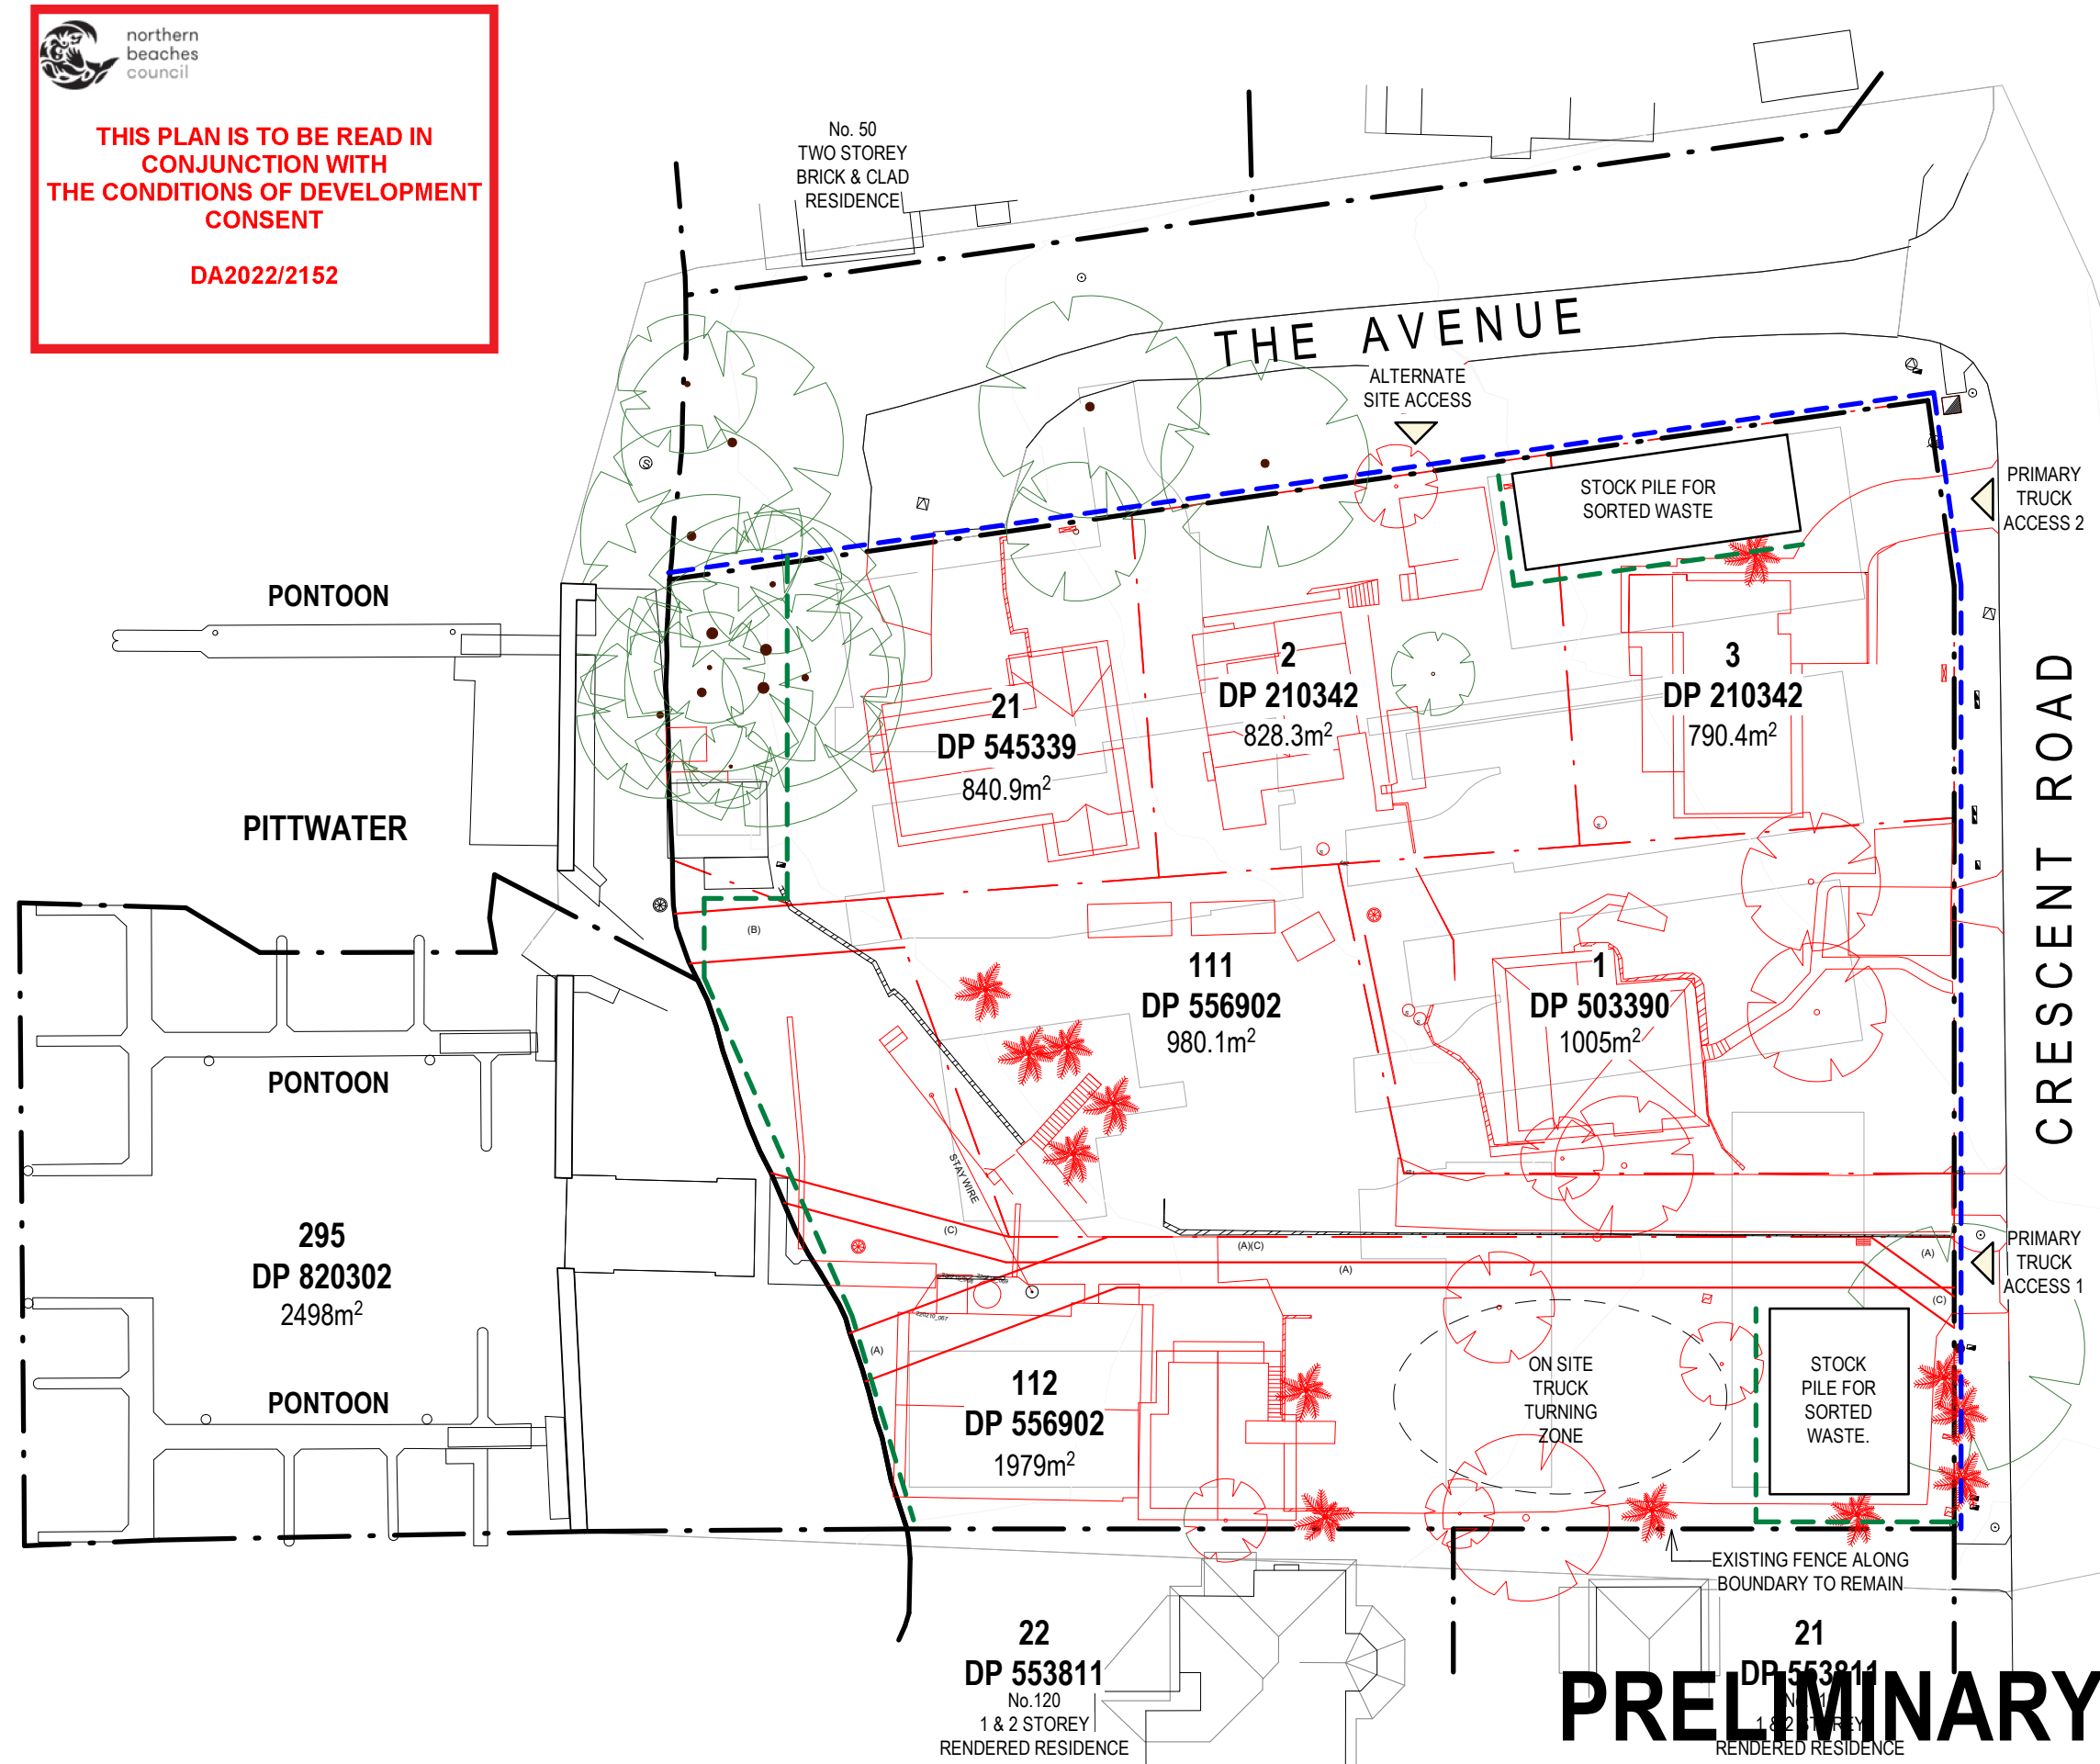 northern
beaches
council
THIS PLAN IS TO BE READ IN
CONJUNCTION WITH
THE CONDITIONS OF DEVELOPMENT
CONSENT
DA2022/2152
No. 50
TWO STOREY
BRICK & CLAD
RESIDENCE
THE AVENUE
ALTERNATE
SITE ACCESS
STOCK PILE FOR
SORTED WASTE
PRIMARY
TRUCK
ACCESS 2
S
PONTOON
2
DP 210342
828.3m²
3
DP 210342
790.4m²
21
DP 545339
840.9m²
CRESCENT ROAD
PITTWATER
(B)
111
DP 556902
980.1m²
1
DP 503390
1005m²
PONTOON
STAY WIRE
(C)
(A)(C)
(A)
(A)
(C)
PRIMARY
TRUCK
ACCESS 1
295
DP 820302
2498m²
(A)
112
DP 556902
1979m²
ON SITE
TRUCK
TURNING
ZONE
STOCK
PILE FOR
SORTED
WASTE.
PONTOON
EXISTING FENCE ALONG
BOUNDARY TO REMAIN
22
DP 553811
No.120
1 & 2 STOREY
RENDERED RESIDENCE
21
DP 553811
1 & 2 STOREY
RENDERED RESIDENCE
PRELIMINARY